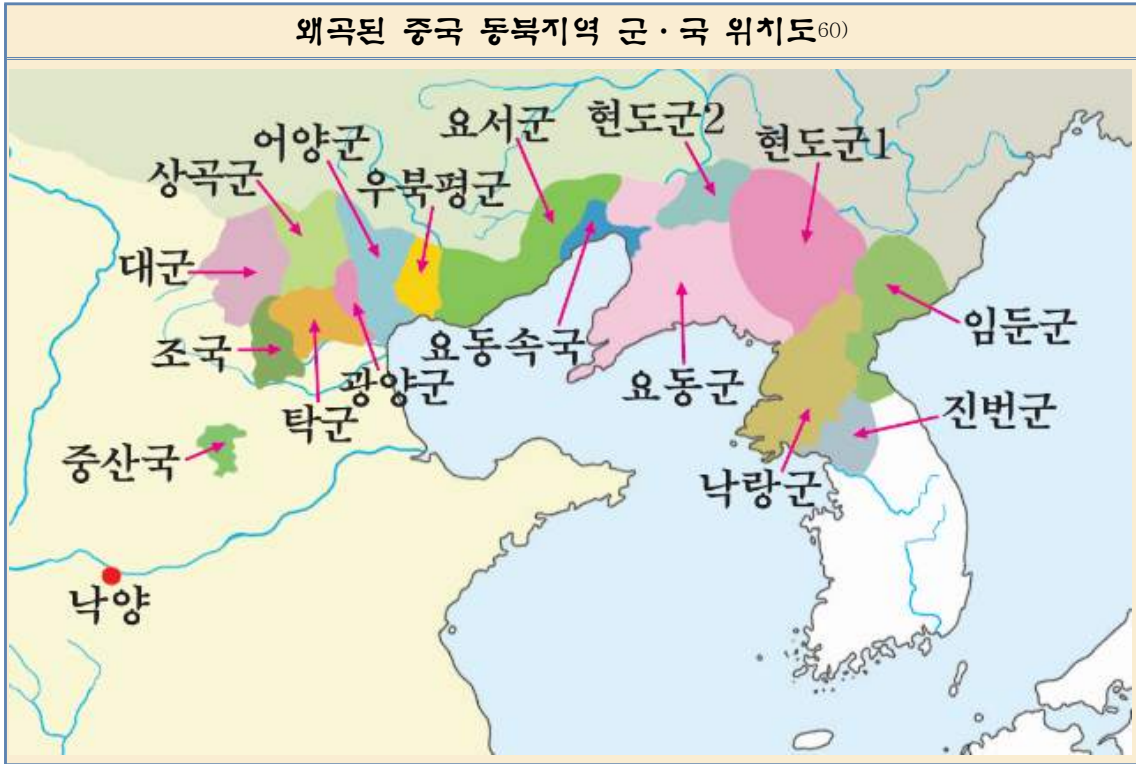 왜곡된 중국 동북지역 군·국 위치도60)
요서군
현도군2
현도군1
어양군
상곡군
우북평군
대군
임둔군
조국
요동속국
광양군
요동군
탁군
진번군
중산국
낙랑군
낙양